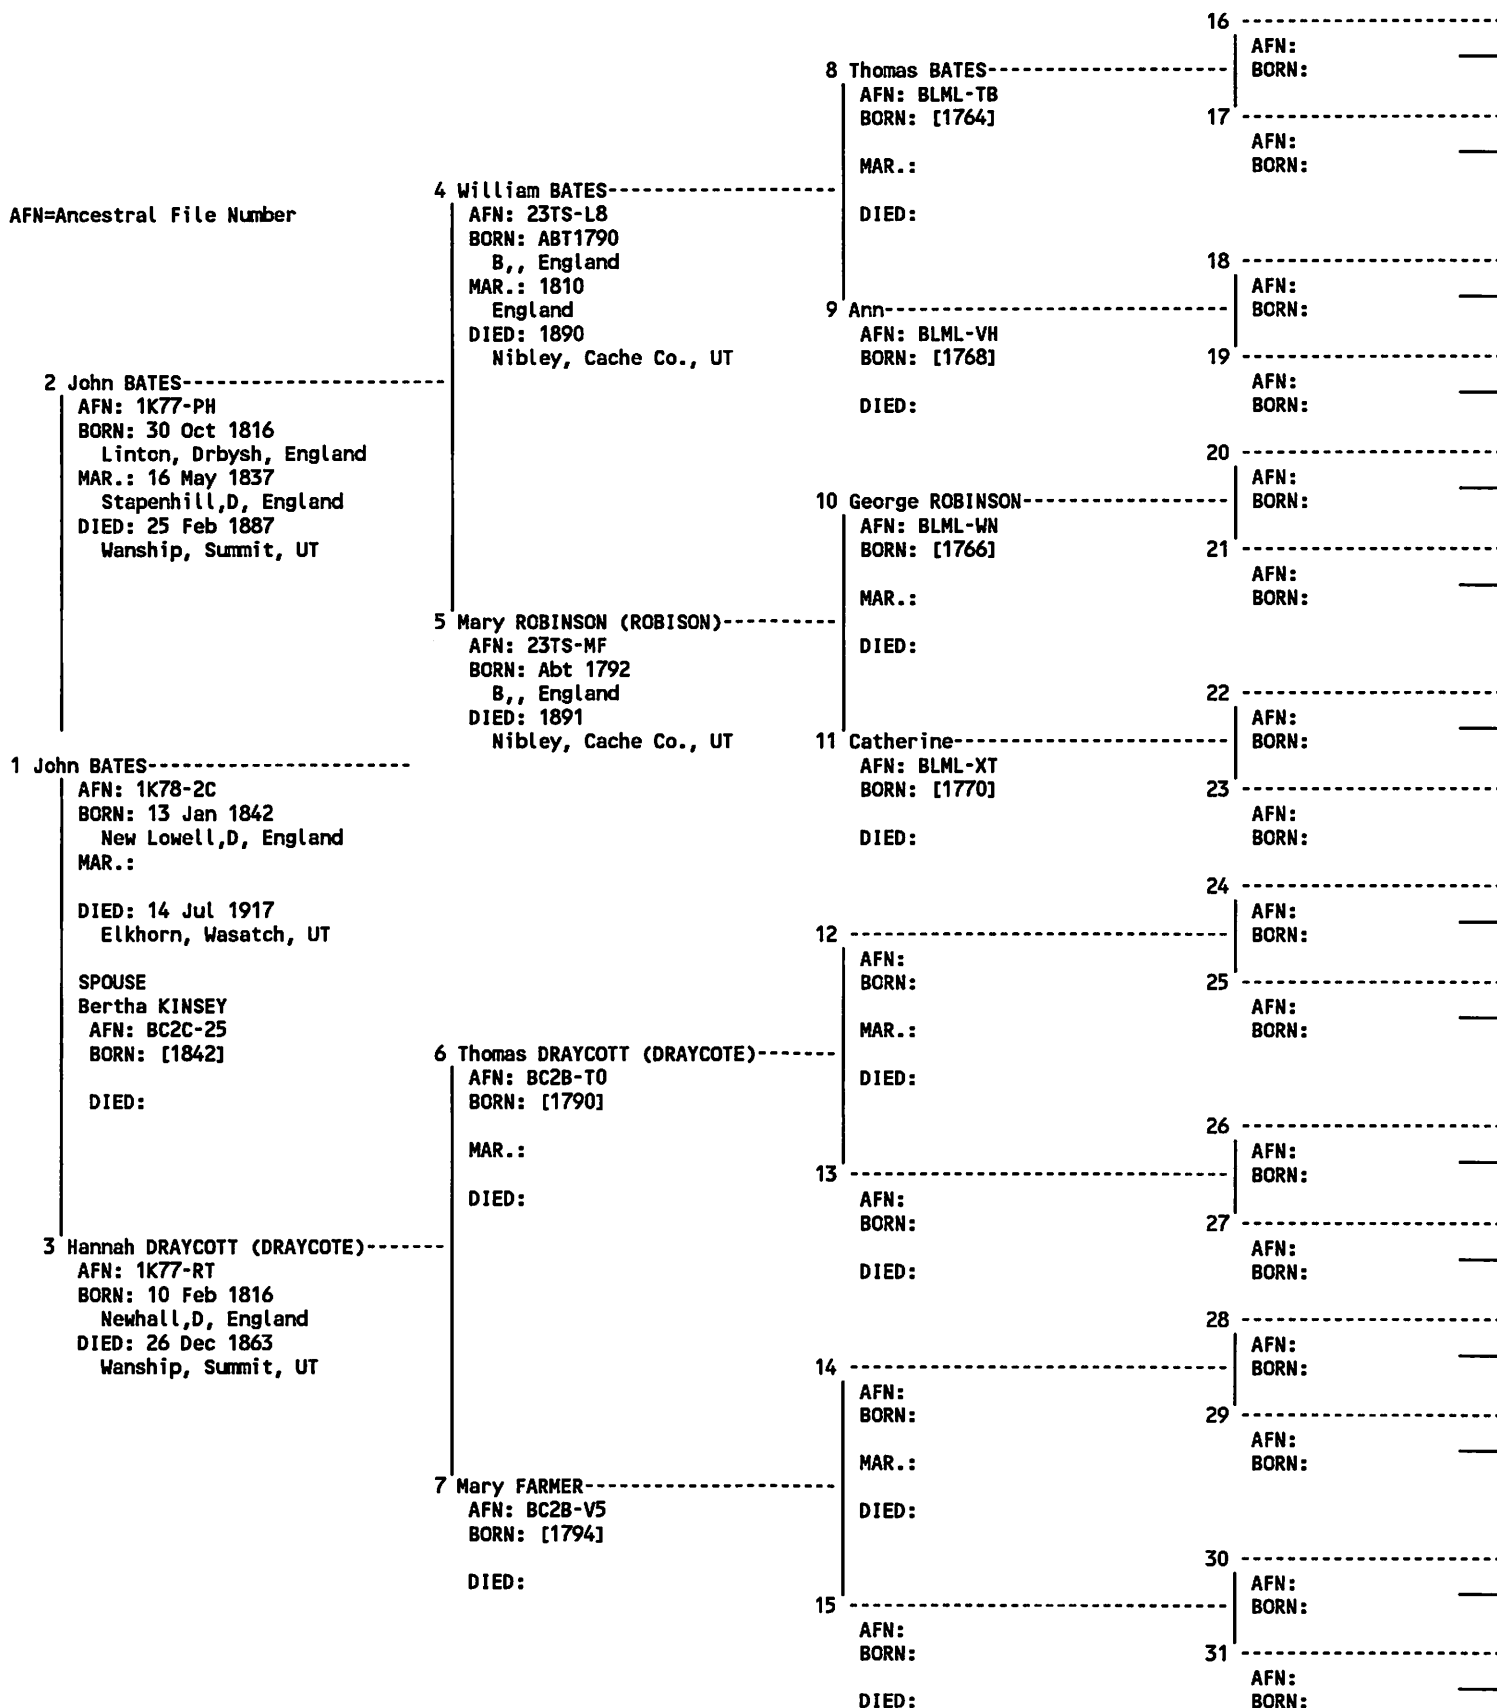 AFN=Ancestral File Number
1 John BATES
AFN: 1K78-2C
BORN: 13 Jan 1842
New Lowell,D, England
MAR.:
DIED: 14 Jul 1917
Elkhorn, Wasatch, UT
SPOUSE
Bertha KINSEY
AFN: BC2C-25
BORN: [1842]
DIED:
2 John BATES
AFN: 1K77-PH
BORN: 30 Oct 1816
Linton, Drbysh, England
MAR.: 16 May 1837
Stapenhill,D, England
DIED: 25 Feb 1887
Wanship, Summit, UT
3 Hannah DRAYCOTT (DRAYCOTE)
AFN: 1K77-RT
BORN: 10 Feb 1816
Newhall,D, England
DIED: 26 Dec 1863
Wanship, Summit, UT
4 William BATES
AFN: 23TS-L8
BORN: ABT1790
B,, England
MAR.: 1810
England
DIED: 1890
Nibley, Cache Co., UT
5 Mary ROBINSON (ROBISON)
AFN: 23TS-MF
BORN: Abt 1792
B,, England
DIED: 1891
Nibley, Cache Co., UT
6 Thomas DRAYCOTT (DRAYCOTE)
AFN: BC2B-T0
BORN: [1790]
MAR.:
DIED:
7 Mary FARMER
AFN: BC2B-V5
BORN: [1794]
DIED:
8 Thomas BATES
AFN: BLML-TB
BORN: [1764]
MAR.:
DIED:
9 Ann
AFN: BLML-VH
BORN: [1768]
DIED:
10 George ROBINSON
AFN: BLML-WN
BORN: [1766]
MAR.:
DIED:
11 Catherine
AFN: BLML-XT
BORN: [1770]
DIED:
12
AFN:
BORN:
MAR.:
DIED:
13
AFN:
BORN:
DIED:
14
AFN:
BORN:
MAR.:
DIED:
15
AFN:
BORN:
DIED:
16
AFN:
BORN:
17
AFN:
BORN:
18
AFN:
BORN:
19
AFN:
BORN:
20
AFN:
BORN:
21
AFN:
BORN:
22
AFN:
BORN:
23
AFN:
BORN:
24
AFN:
BORN:
25
AFN:
BORN:
26
AFN:
BORN:
27
AFN:
BORN:
28
AFN:
BORN:
29
AFN:
BORN:
30
AFN:
BORN:
31
AFN:
BORN: